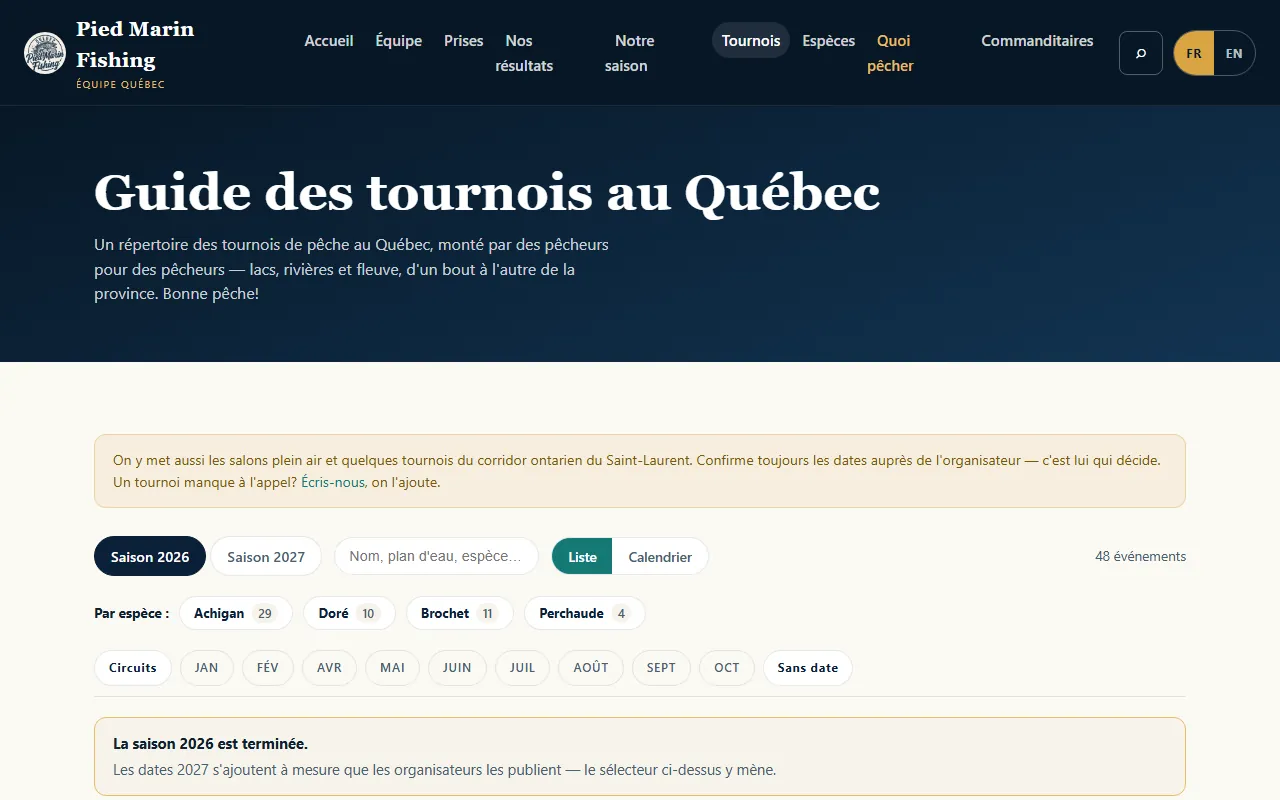 Pied Marin Fishing
ÉQUIPE QUÉBEC
Accueil
Équipe
Prises
Nos résultats
Notre saison
Tournois
Espèces
Quoi pêcher
Commanditaires
FR
EN
Guide des tournois au Québec
Un répertoire des tournois de pêche au Québec, monté par des pêcheurs
pour des pêcheurs — lacs, rivières et fleuve, d'un bout à l'autre de la
province. Bonne pêche!
On y met aussi les salons plein air et quelques tournois du corridor ontarien du Saint-Laurent. Confirme toujours les dates auprès de l'organisateur — c'est lui qui décide.
Un tournoi manque à l'appel? Écris-nous, on l'ajoute.
Saison 2026
Saison 2027
Nom, plan d'eau, espèce…
Liste
Calendrier
48 événements
Par espèce :
Achigan 29
Doré 10
Brochet 11
Perchaude 4
Circuits
JAN
FÉV
AVR
MAI
JUIN
JUIL
AOÛT
SEPT
OCT
Sans date
La saison 2026 est terminée.
Les dates 2027 s'ajoutent à mesure que les organisateurs les publient — le sélecteur ci-dessus y mène.